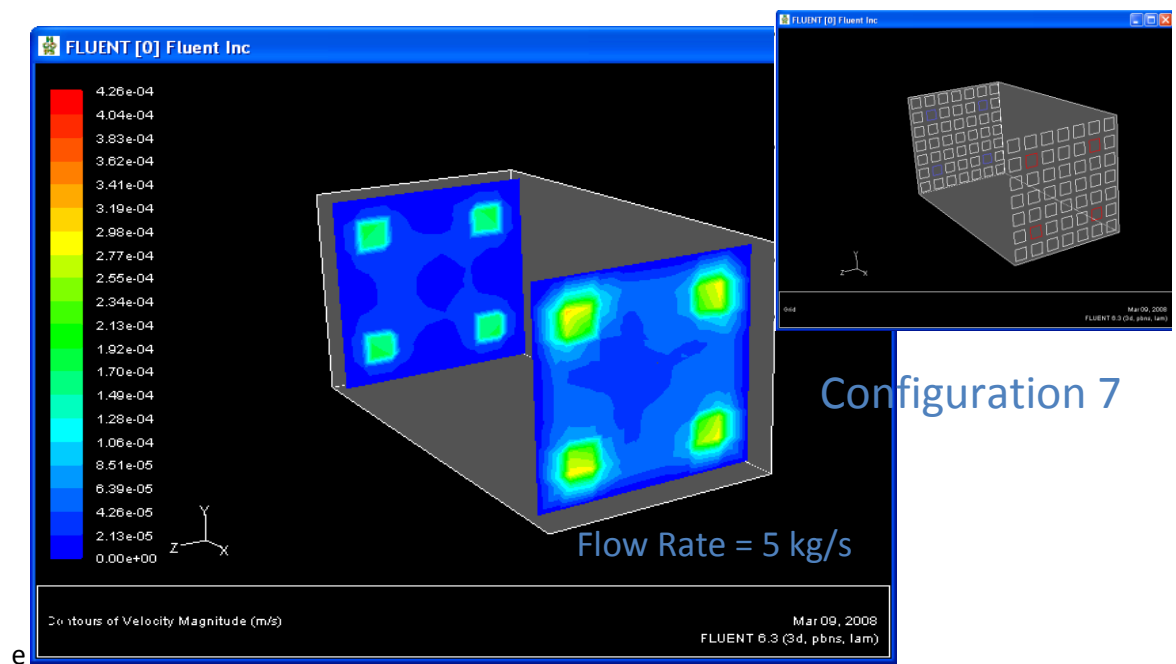 FLUENT [0] Fluent Inc
4.26e-04
4.04e-04
3.83e-04
3.62e-04
3.41e-04
3.19e-04
2.98e-04
2.77e-04
2.55e-04
2.34e-04
2.13e-04
1.92e-04
1.70e-04
1.49e-04
1.28e-04
1.06e-04
8.51e-05
6.39e-05
4.26e-05
2.13e-05
0.00e+00
Y
Z
X
Flow Rate = 5 kg/s
Contours of Velocity Magnitude (m/s)
Mar 09, 2008
FLUENT 6.3 (3d, pbns, lam)
FLUENT [0] Fluent Inc
Y
Z
X
Grid
Mar 09, 2008
FLUENT 6.3 (3d, pbns, lam)
Configuration 7
e